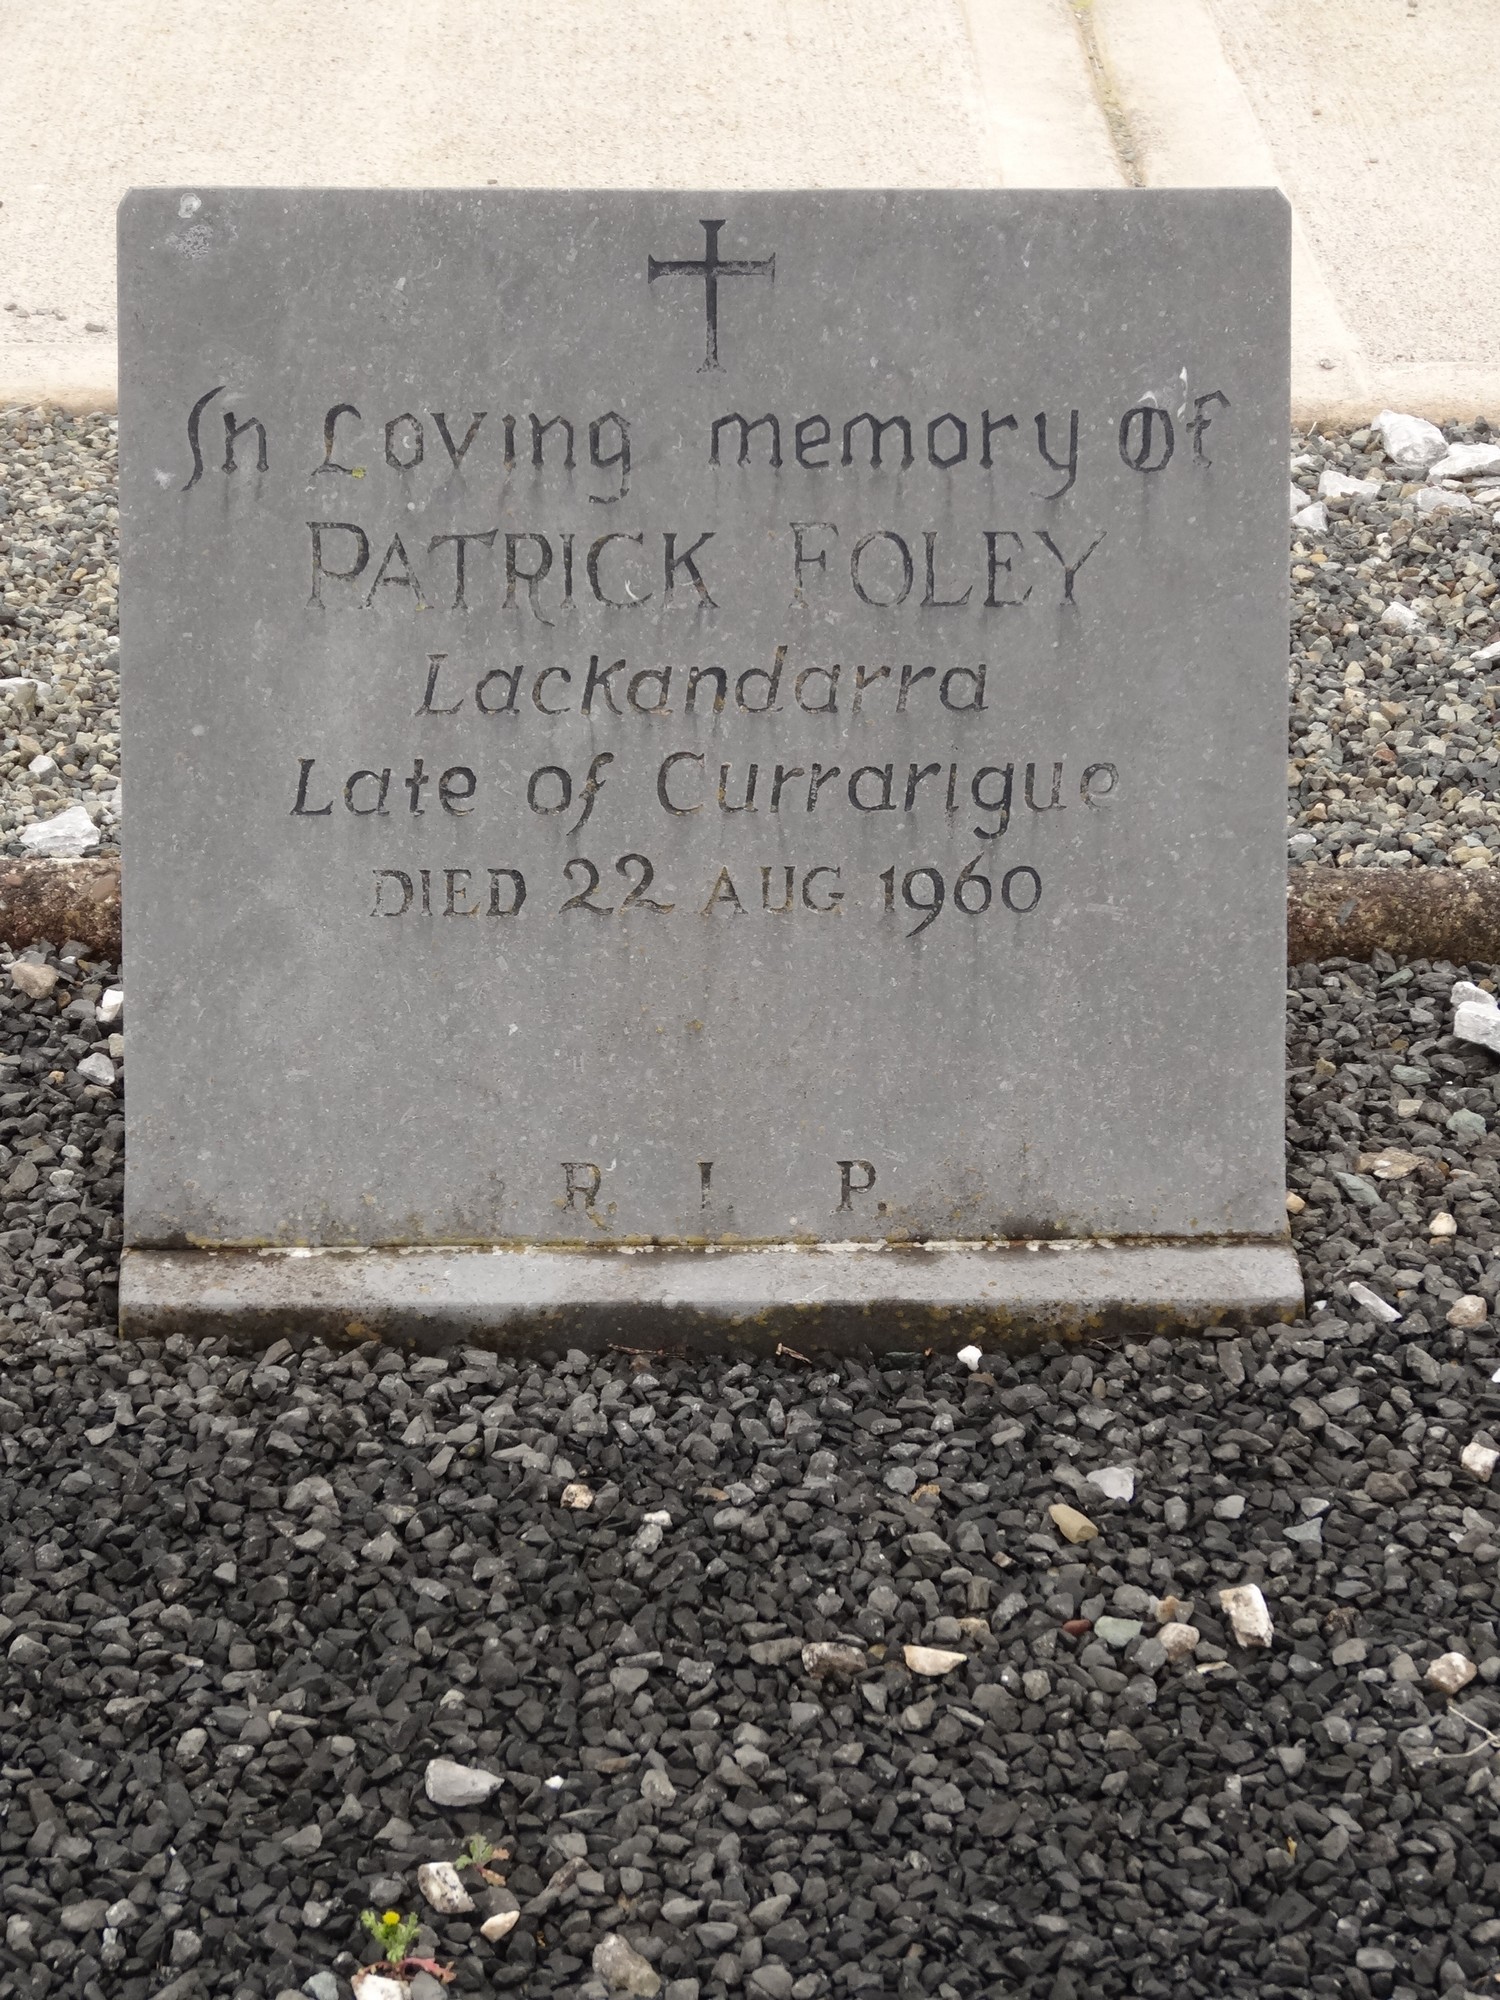 In Loving memory Of
PATRICK FOLEY
Lackandarra
Late of Currarigue
DIED 22 AUG 1960
R. I P.